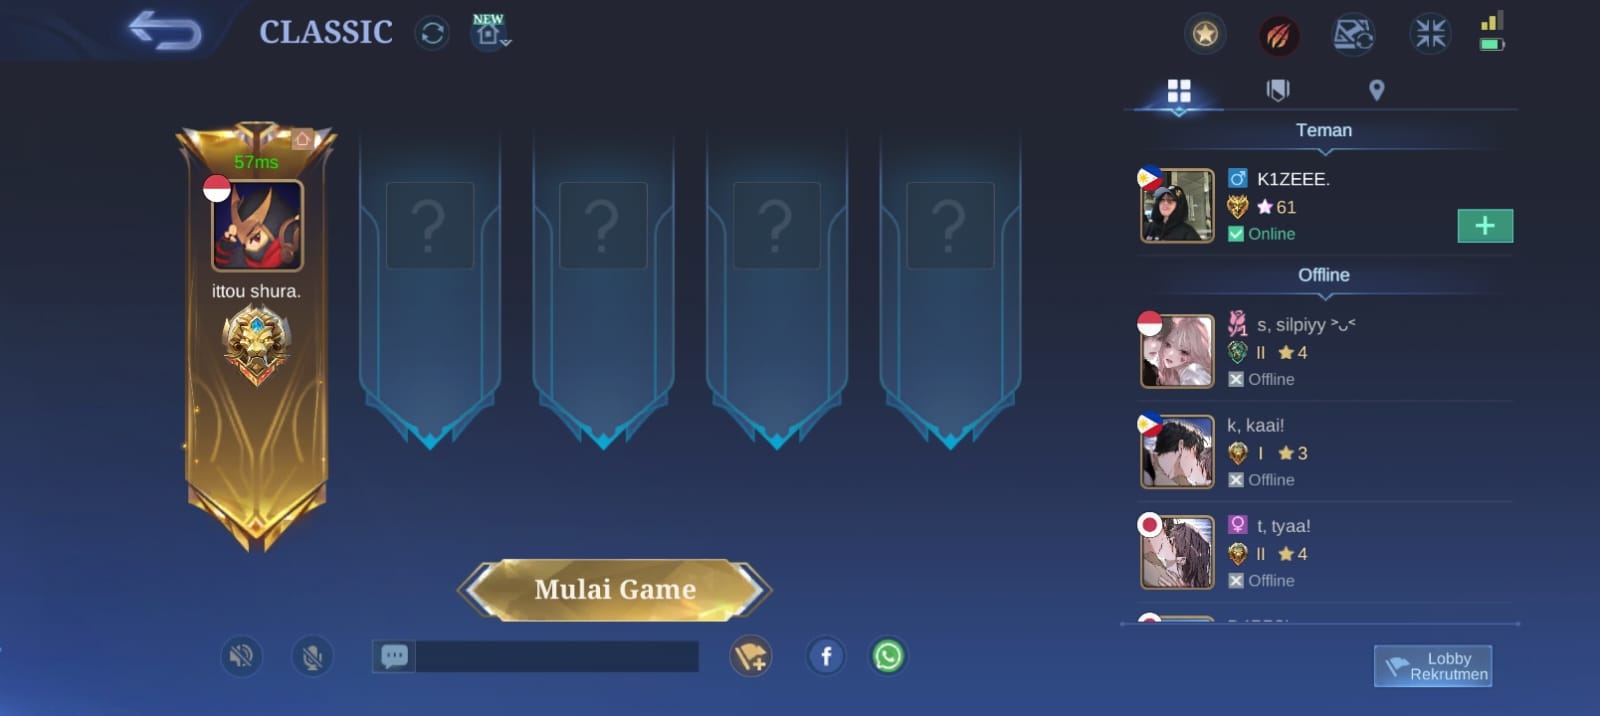 CLASSIC
NEW
57ms
ittou shura.
?
?
?
?
Mulai Game
Teman
K1ZEEE.
61
Online
Offline
s, silpiyy >ᴗ<
II 4
Offline
k, kaai!
I 3
Offline
t, tyaa!
II 4
Offline
Lobby
Rekrutmen